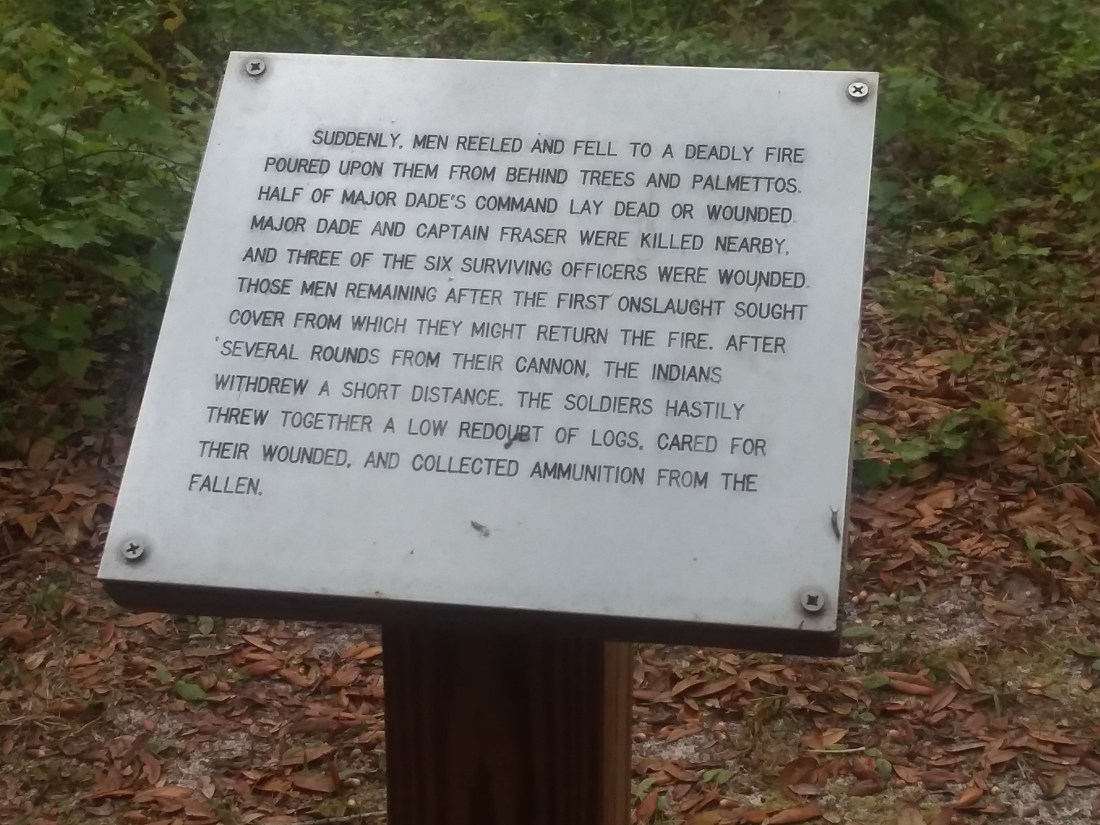 SUDDENLY, MEN REELED AND FELL TO A DEADLY FIRE
POURED UPON THEM FROM BEHIND TREES AND PALMETTOS.
HALF OF MAJOR DADE'S COMMAND LAY DEAD OR WOUNDED.
MAJOR DADE AND CAPTAIN FRASER WERE KILLED NEARBY,
AND THREE OF THE SIX SURVIVING OFFICERS WERE WOUNDED.
THOSE MEN REMAINING AFTER THE FIRST ONSLAUGHT SOUGHT
COVER FROM WHICH THEY MIGHT RETURN THE FIRE. AFTER
SEVERAL ROUNDS FROM THEIR CANNON, THE INDIANS
WITHDREW A SHORT DISTANCE. THE SOLDIERS HASTILY
THREW TOGETHER A LOW REDOUBT OF LOGS, CARED FOR
THEIR WOUNDED, AND COLLECTED AMMUNITION FROM THE
FALLEN.